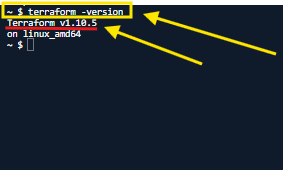 ~ $ terraform -version
Terraform v1.10.5
on linux_amd64
~ $